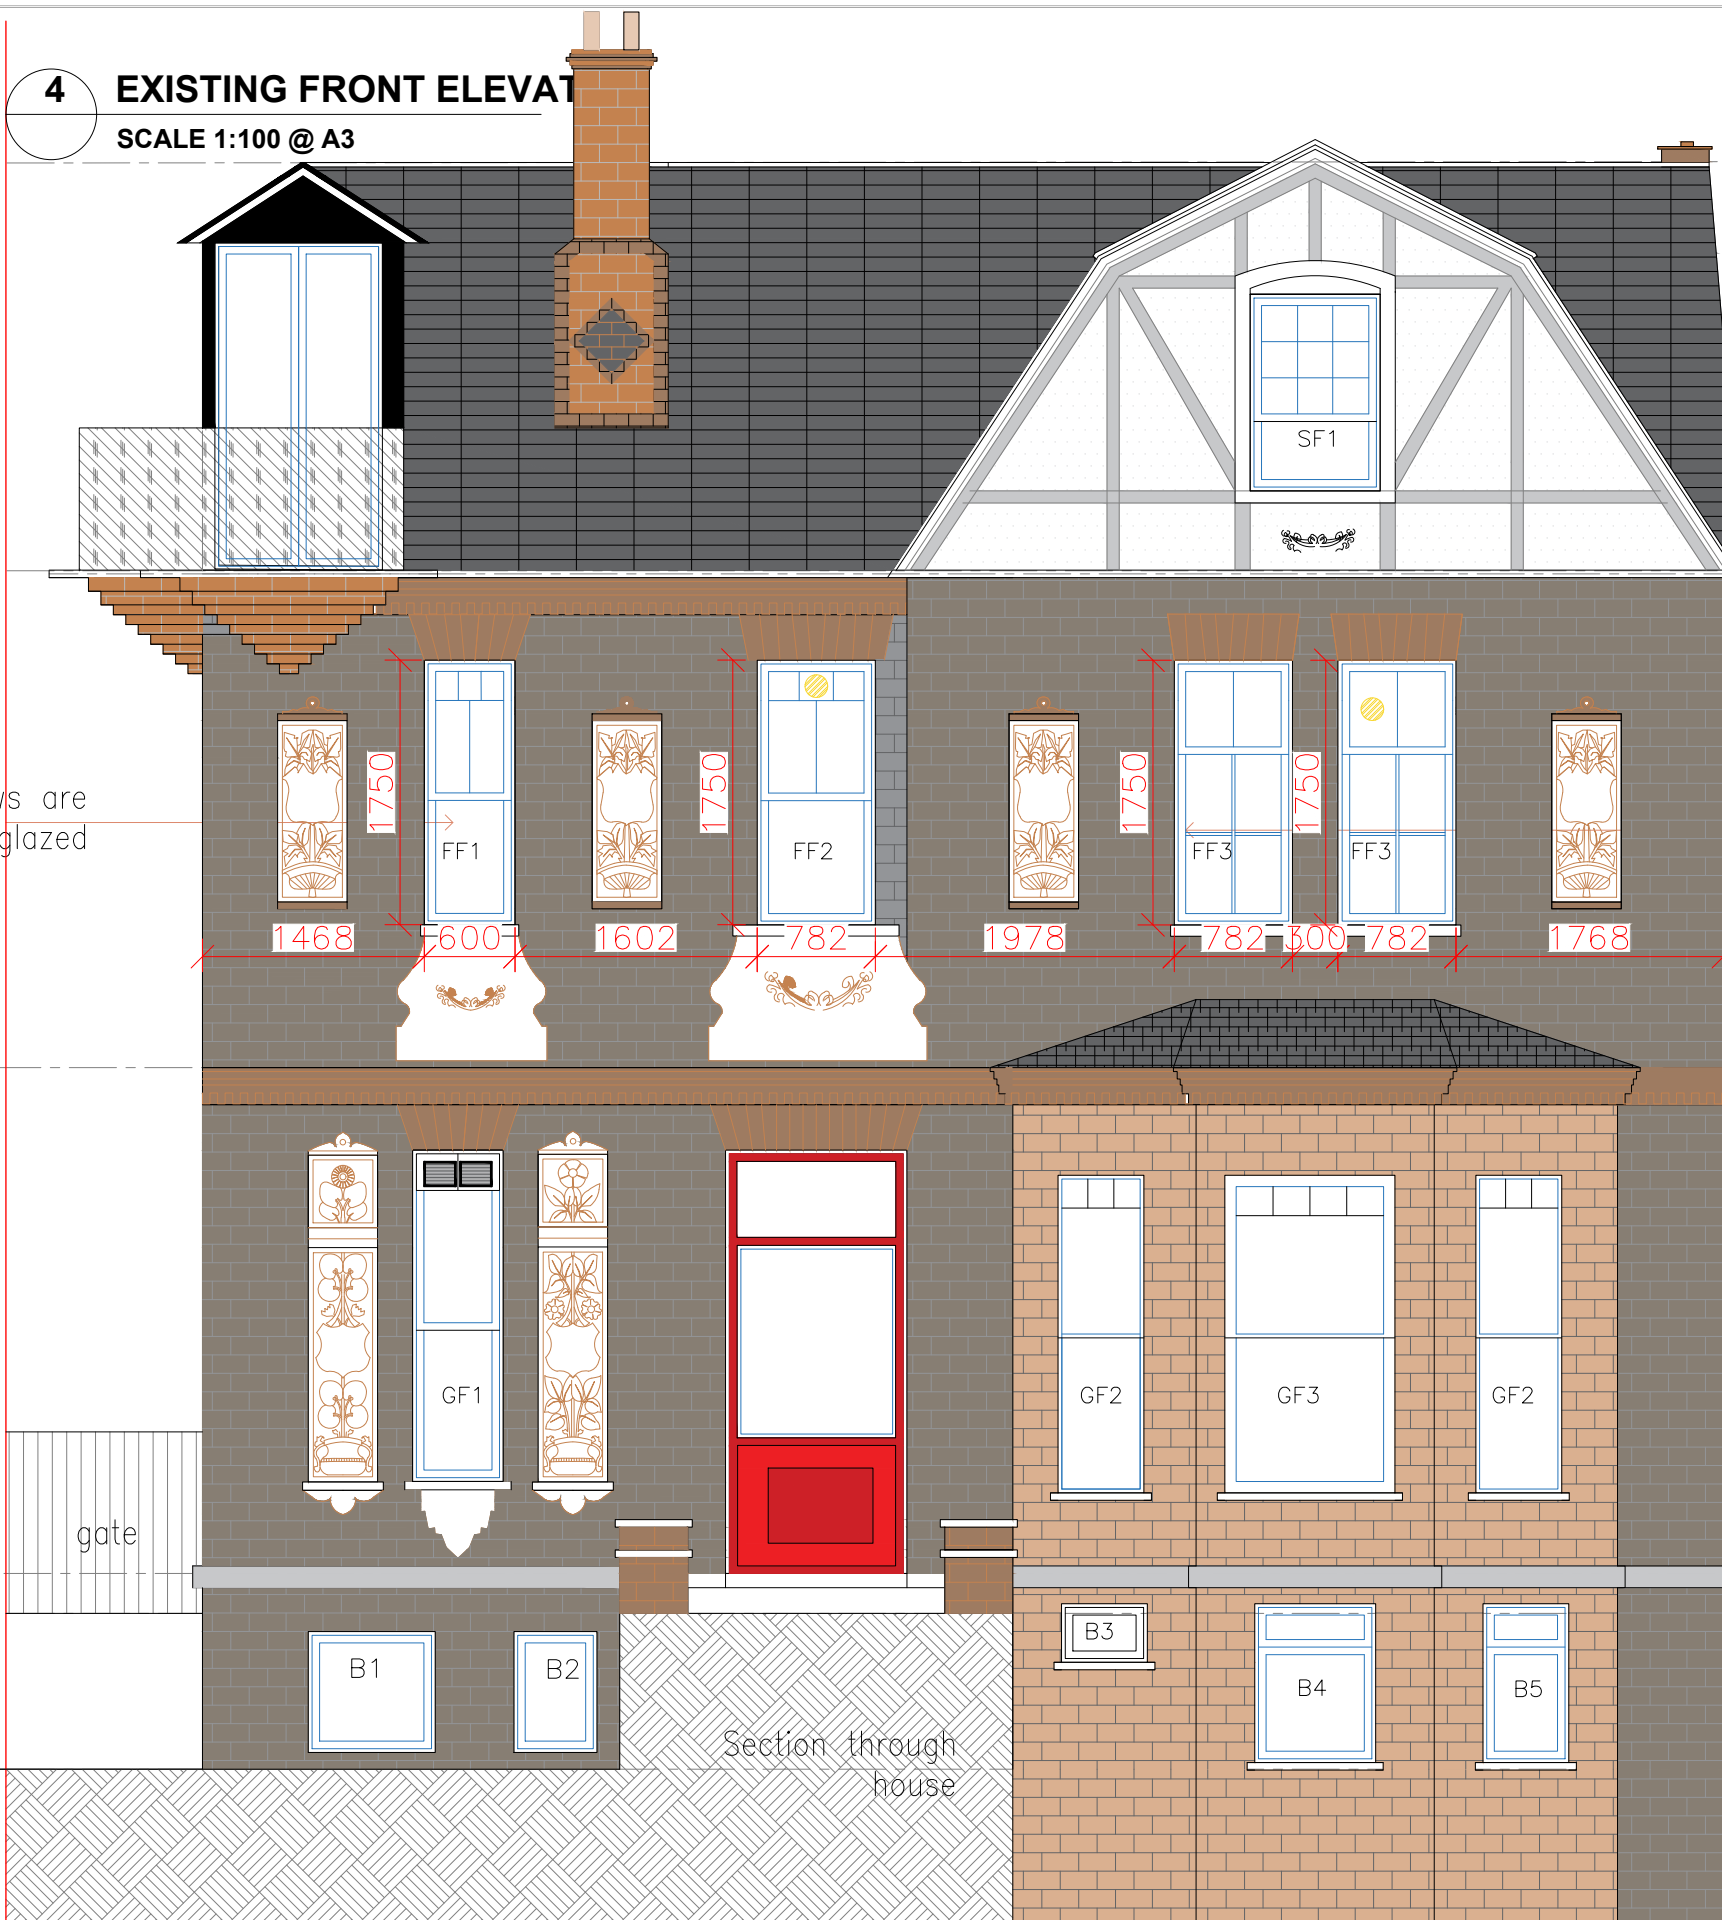 4
EXISTING FRONT ELEVAT
SCALE 1:100 @ A3
SF1
are
glazed
1750
1750
1750
1750
FF1
FF2
FF3
FF3
1468
600
1602
782
1978
782
300
782
1768
GF1
GF2
GF3
GF2
gate
B1
B2
B3
B4
B5
Section through
house